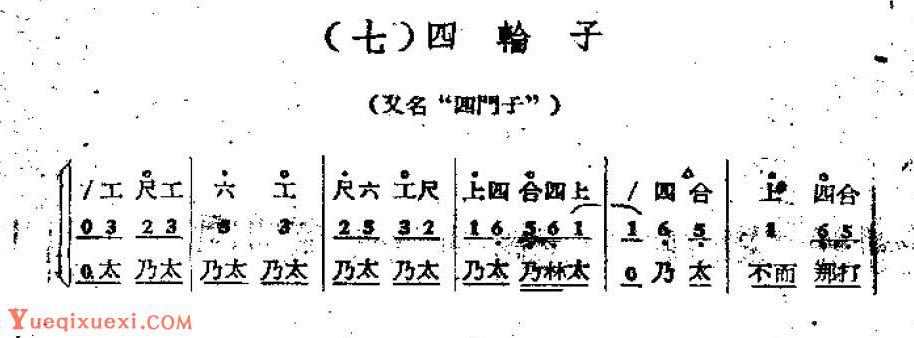 （七）四 輪 子
（又名“四門子”）
/ 工 尺 工 六 工 尺 六 工 尺 上 四 合 四 上 / 四 合 上 四 合
0 3 2 3 5 3 2 5 3 2 1 6 5 6 1 1 6 5 1 6 5
0 太 乃 太 乃 太 乃 太 乃 太 乃 太 乃 太 乃 林 太 0 乃 太 不 而 那 打
Yueqixuexi.com